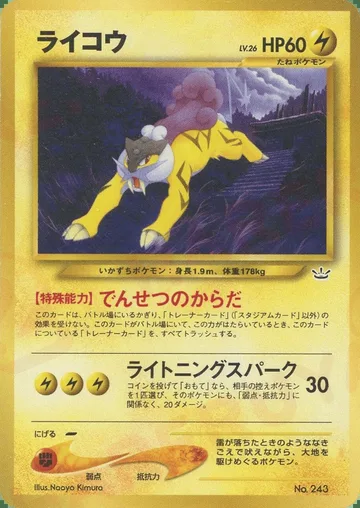 ライコウ
LV.26 HP60
たねポケモン
いかずちポケモン：身長1.9m、体重178kg
【特殊能力】でんせつのからだ
このカードは、バトル場にいるかぎり、「トレーナーカード」（「スタジアムカード」以外）の
効果を受けない。このカードがバトル場にいて、この力がはたらいているとき、このカード
についている「トレーナーカード」を、すべてトラッシュする。
ライトニングスパーク 30
コインを投げて「おもて」なら、相手の控えポケモン
を1匹選び、そのポケモンにも、「弱点・抵抗力」に
関係なく、20ダメージ。
にげる
弱点 抵抗力
雷が落ちたときのような
ごえで吠えながら、大地
を駆けめぐるポケモン。
Illus.Naoyo Kimura
No.243